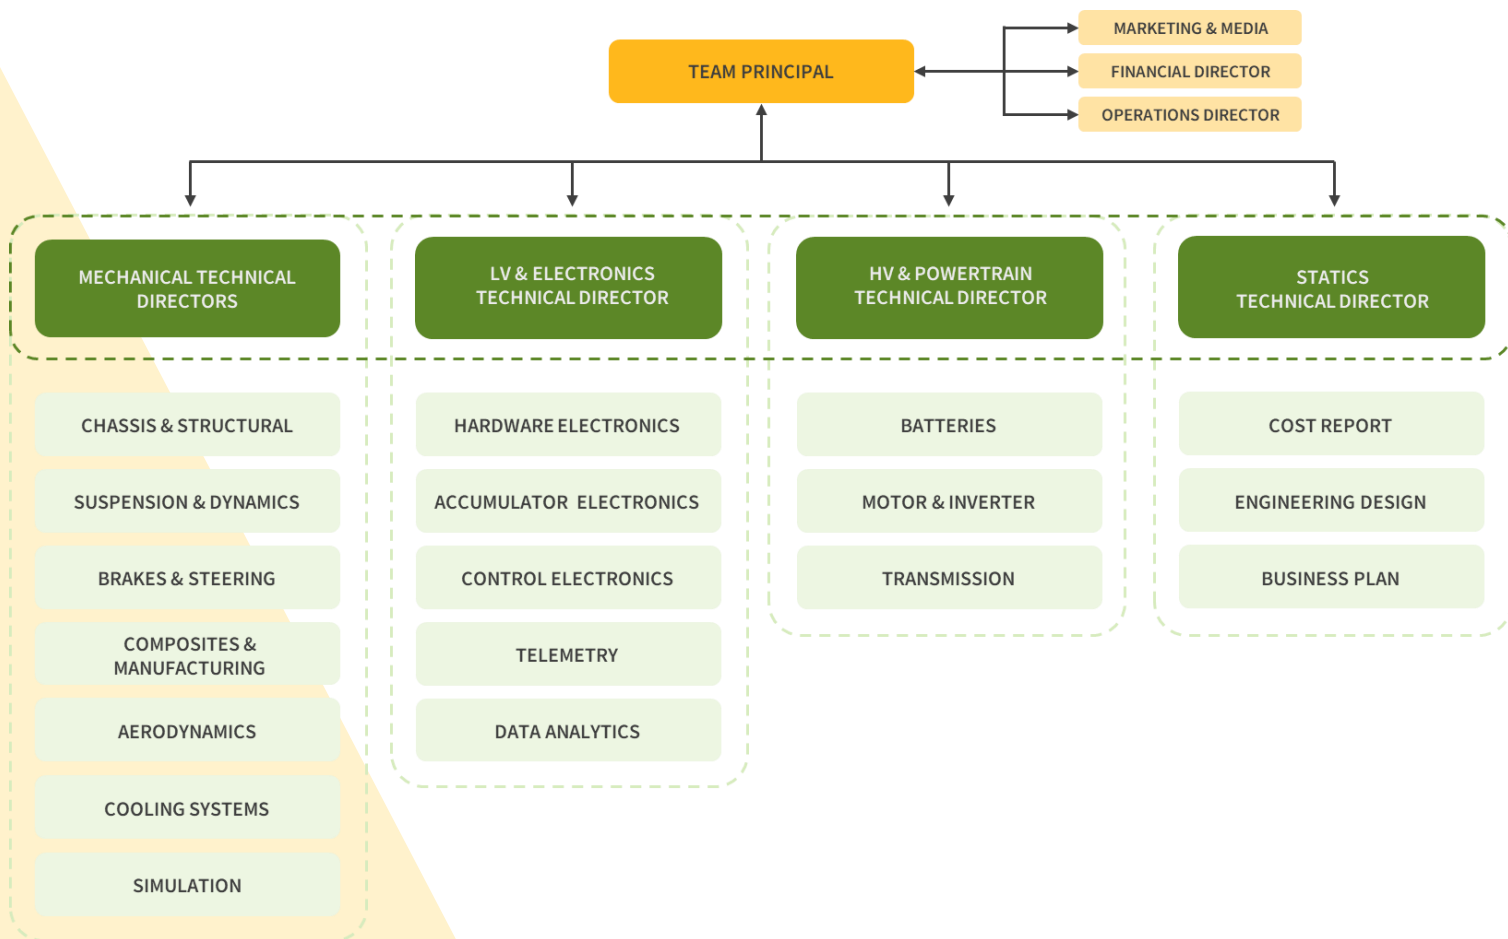 MARKETING & MEDIA
TEAM PRINCIPAL
FINANCIAL DIRECTOR
OPERATIONS DIRECTOR
MECHANICAL TECHNICAL
DIRECTORS
LV & ELECTRONICS
TECHNICAL DIRECTOR
HV & POWERTRAIN
TECHNICAL DIRECTOR
STATICS
TECHNICAL DIRECTOR
CHASSIS & STRUCTURAL
SUSPENSION & DYNAMICS
BRAKES & STEERING
COMPOSITES &
MANUFACTURING
AERODYNAMICS
COOLING SYSTEMS
SIMULATION
HARDWARE ELECTRONICS
ACCUMULATOR ELECTRONICS
CONTROL ELECTRONICS
TELEMETRY
DATA ANALYTICS
BATTERIES
MOTOR & INVERTER
TRANSMISSION
COST REPORT
ENGINEERING DESIGN
BUSINESS PLAN